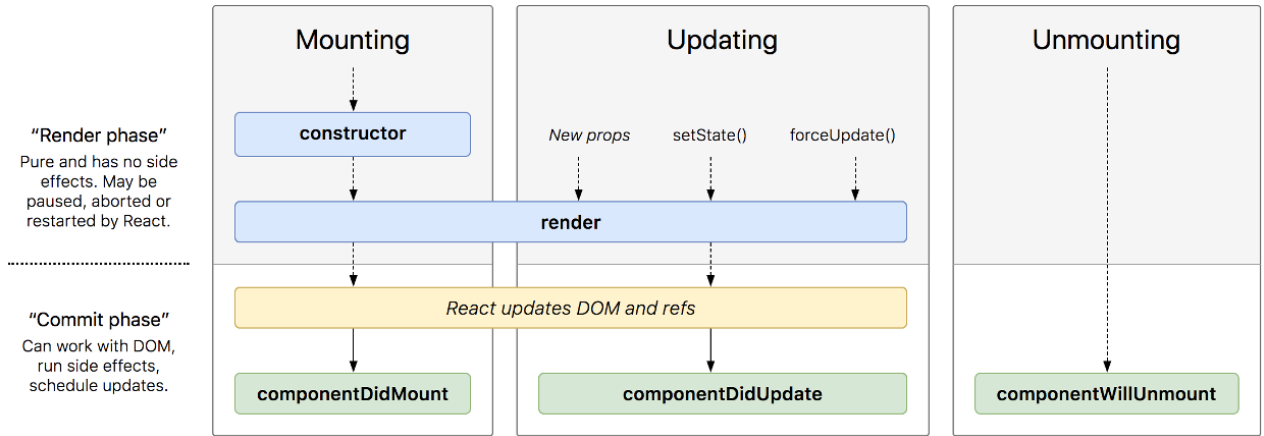 Mounting
Updating
Unmounting
“Render phase”
Pure and has no side
effects. May be
paused, aborted or
restarted by React.
constructor
New props
setState()
forceUpdate()
render
“Commit phase”
Can work with DOM,
run side effects,
schedule updates.
React updates DOM and refs
componentDidMount
componentDidUpdate
componentWillUnmount